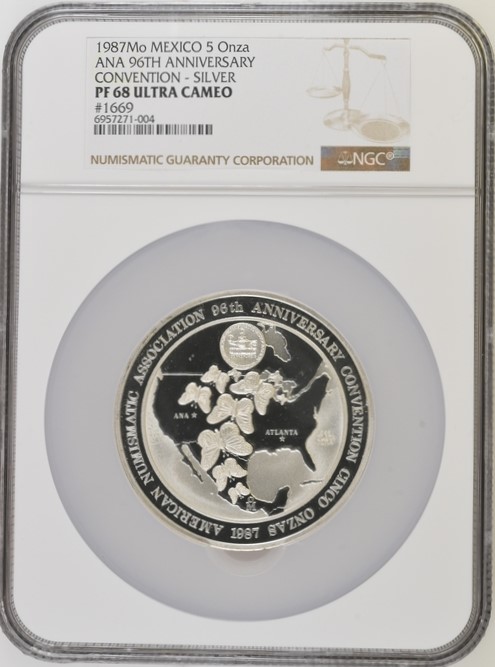 1987Mo MEXICO 5 Onza
ANA 96TH ANNIVERSARY
CONVENTION - SILVER
PF 68 ULTRA CAMEO
#1669
6957271-004
NUMISMATIC GUARANTY CORPORATION
NGC®
AMERICAN NUMISMATIC ASSOCIATION 96th ANNIVERSARY CONVENTION CINCO ONZAS 1987
ANA
ATLANTA